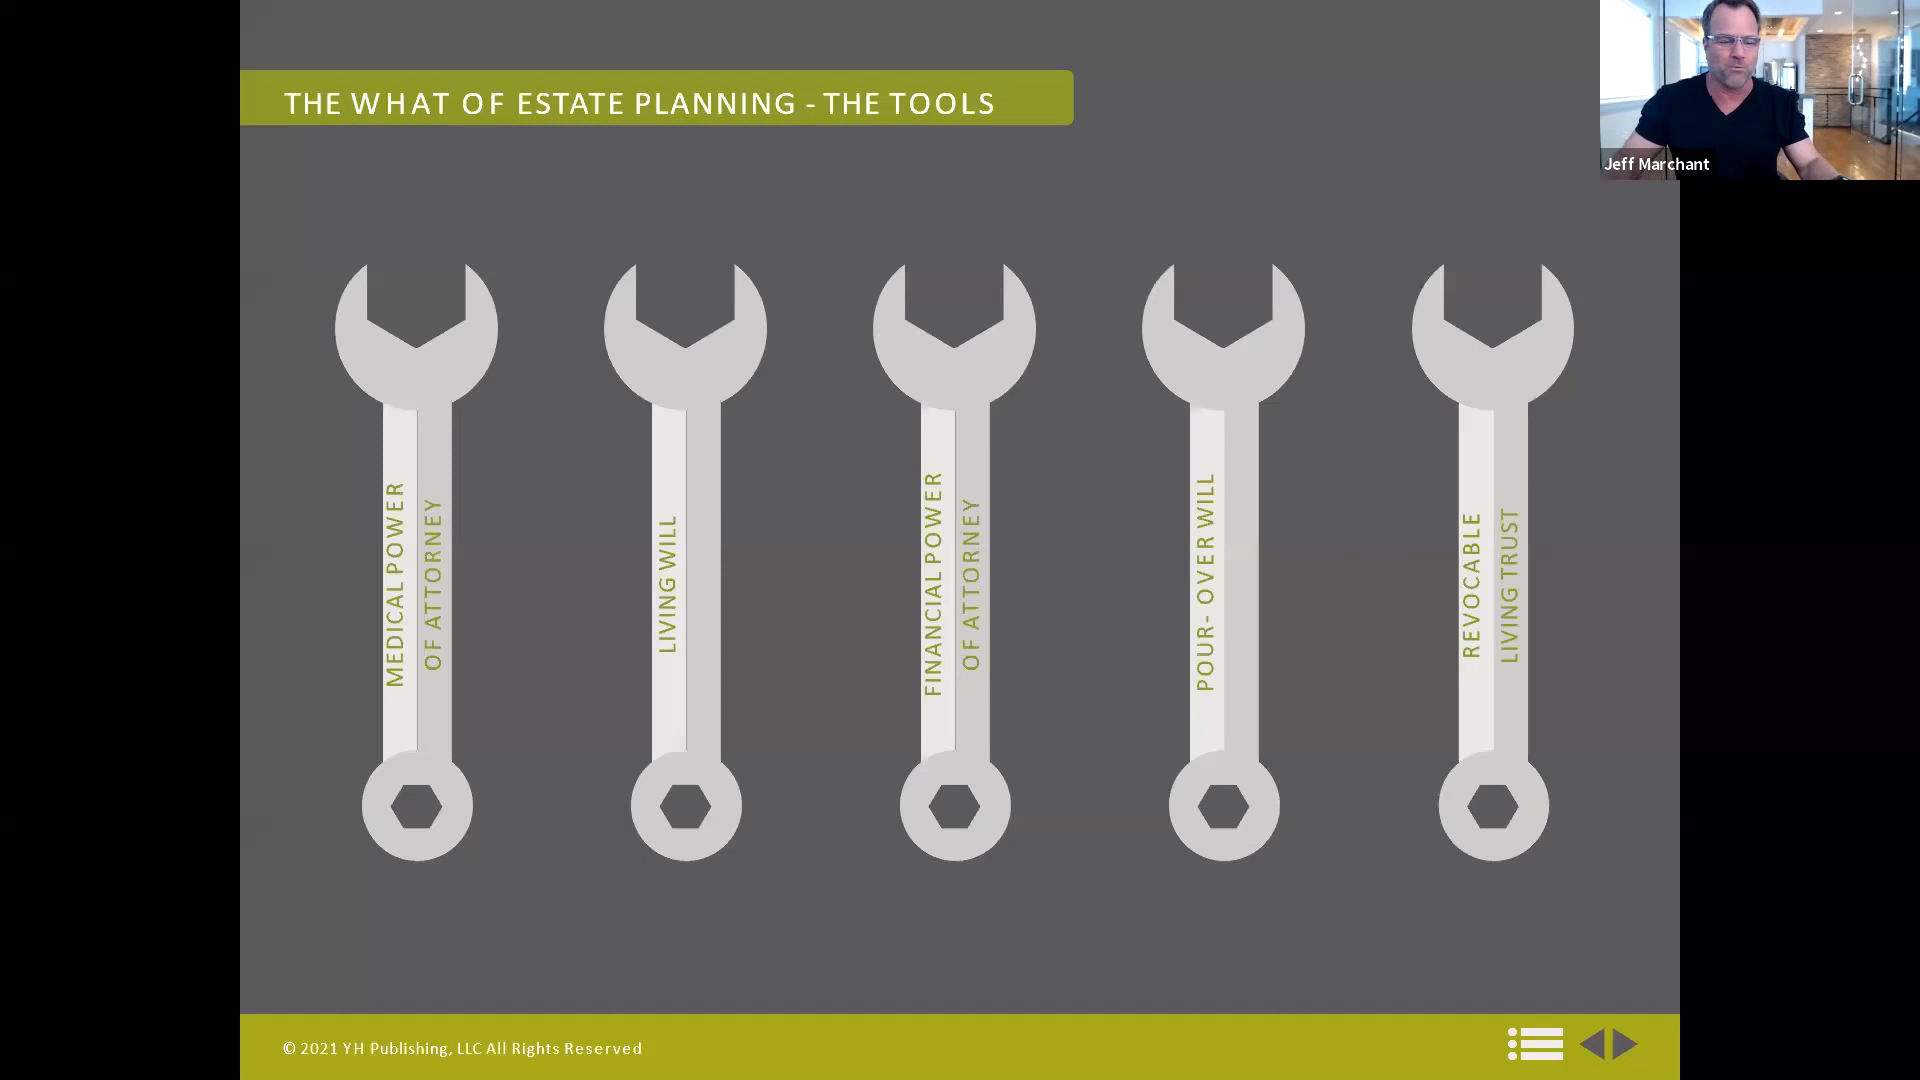 THE WHAT OF ESTATE PLANNING - THE TOOLS
Jeff Marchant
MEDICAL POWER
OF ATTORNEY
LIVING WILL
FINANCIAL POWER
OF ATTORNEY
POUR- OVER WILL
REVOCABLE
LIVING TRUST
© 2021 YH Publishing, LLC All Rights Reserved